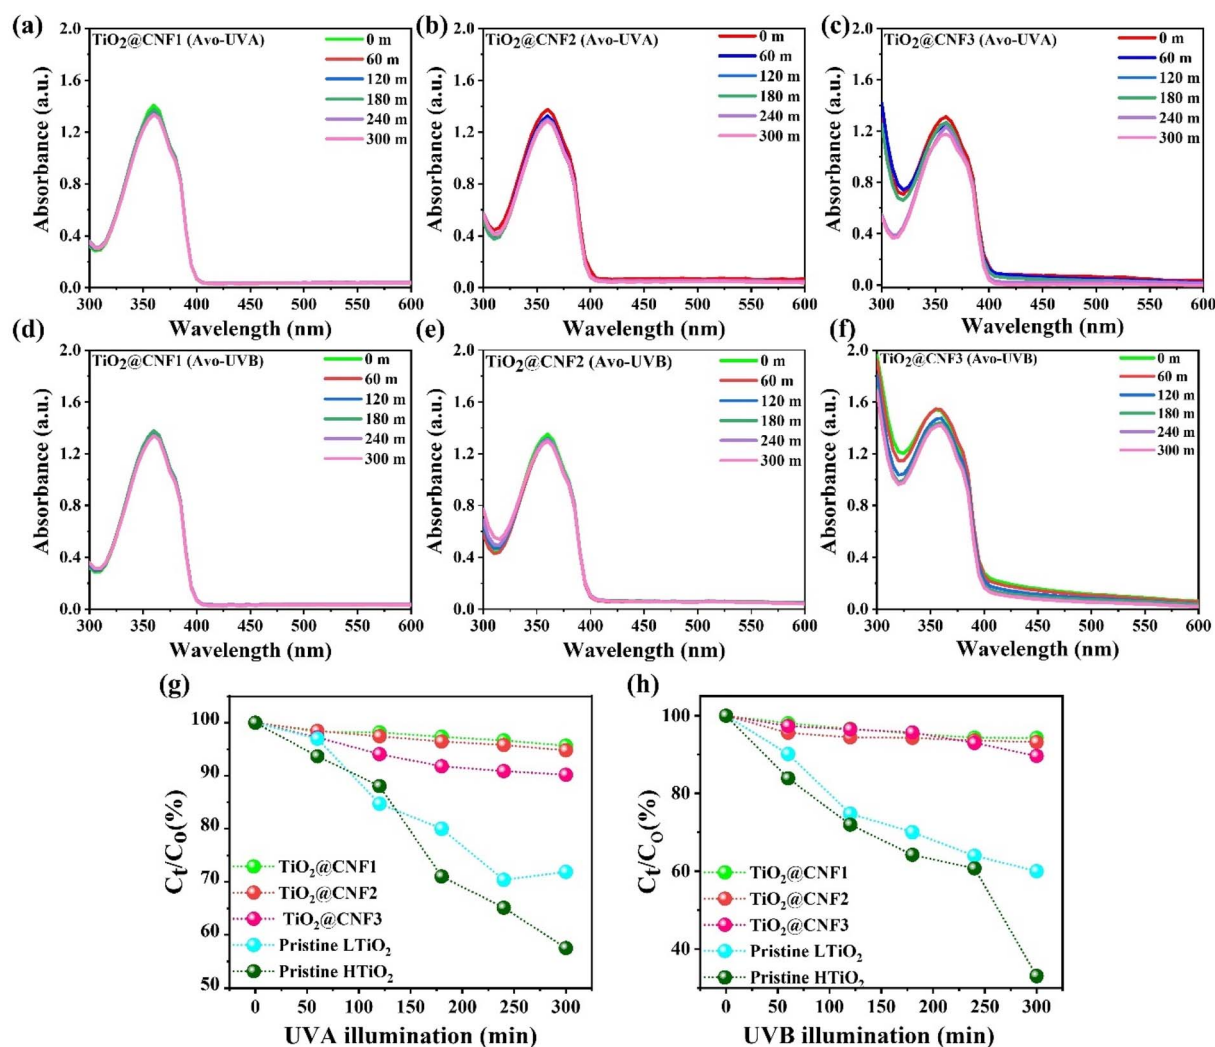 (a)
TiO2@CNF1 (Avo-UVA)
0 m
60 m
120 m
180 m
240 m
300 m
Absorbance (a.u.)
2.0
1.6
1.2
0.8
0.4
0.0
300 350 400 450 500 550 600
Wavelength (nm)
(b)
TiO2@CNF2 (Avo-UVA)
0 m
60 m
120 m
180 m
240 m
300 m
Absorbance (a.u.)
2.0
1.6
1.2
0.8
0.4
0.0
300 350 400 450 500 550 600
Wavelength (nm)
(c)
TiO2@CNF3 (Avo-UVA)
0 m
60 m
120 m
180 m
240 m
300 m
Absorbance (a.u.)
2.0
1.6
1.2
0.8
0.4
0.0
300 350 400 450 500 550 600
Wavelength (nm)
(d)
TiO2@CNF1 (Avo-UVB)
0 m
60 m
120 m
180 m
240 m
300 m
Absorbance (a.u.)
2.0
1.6
1.2
0.8
0.4
0.0
300 350 400 450 500 550 600
Wavelength (nm)
(e)
TiO2@CNF2 (Avo-UVB)
0 m
60 m
120 m
180 m
240 m
300 m
Absorbance (a.u.)
2.0
1.6
1.2
0.8
0.4
0.0
300 350 400 450 500 550 600
Wavelength (nm)
(f)
TiO2@CNF3 (Avo-UVB)
0 m
60 m
120 m
180 m
240 m
300 m
Absorbance (a.u.)
2.0
1.6
1.2
0.8
0.4
0.0
300 350 400 450 500 550 600
Wavelength (nm)
(g)
Ct/Co(%)
100
90
80
70
60
50
TiO2@CNF1
TiO2@CNF2
TiO2@CNF3
Pristine LTiO2
Pristine HTiO2
0 50 100 150 200 250 300
UVA illumination (min)
(h)
Ct/CO(%)
100
80
60
40
TiO2@CNF1
TiO2@CNF2
TiO2@CNF3
Pristine LTiO2
Pristine HTiO2
0 50 100 150 200 250 300
UVB illumination (min)